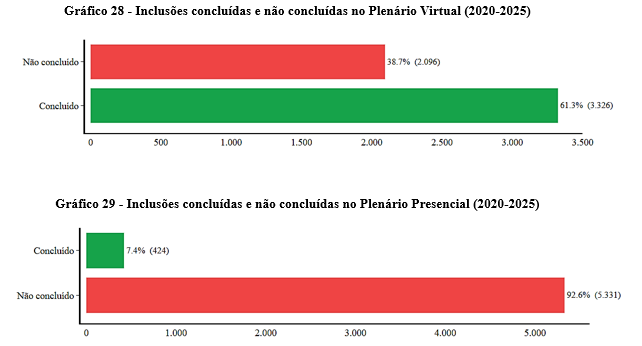 Gráfico 28 - Inclusões concluídas e não concluídas no Plenário Virtual (2020-2025)
Não concluido
38.7% (2.096)
Concluido
61.3% (3.326)
0 500 1.000 1.500 2.000 2.500 3.000 3.500
Gráfico 29 - Inclusões concluídas e não concluídas no Plenário Presencial (2020-2025)
Concluído
7.4% (424)
Não concluído
92.6% (5.331)
0 1.000 2.000 3.000 4.000 5.000